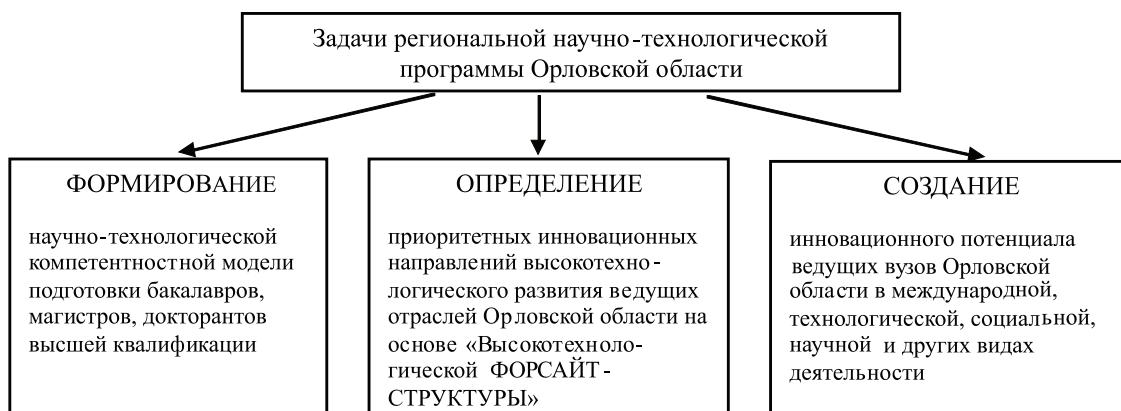 Задачи региональной научно-технологической
программы Орловской области
ФОРМИРОВАНИЕ
научно-технологической
компетентностной модели
подготовки бакалавров,
магистров, докторантов
высшей квалификации
ОПРЕДЕЛЕНИЕ
приоритетных инновационных
направлений высокотехно-
логического развития ведущих
отраслей Орловской области на
основе «Высокотехноло-
гической ФОРСАЙТ-
СТРУКТУРЫ»
СОЗДАНИЕ
инновационного потенциала
ведущих вузов Орловской
области в международной,
технологической, социальной,
научной и других видах
деятельности